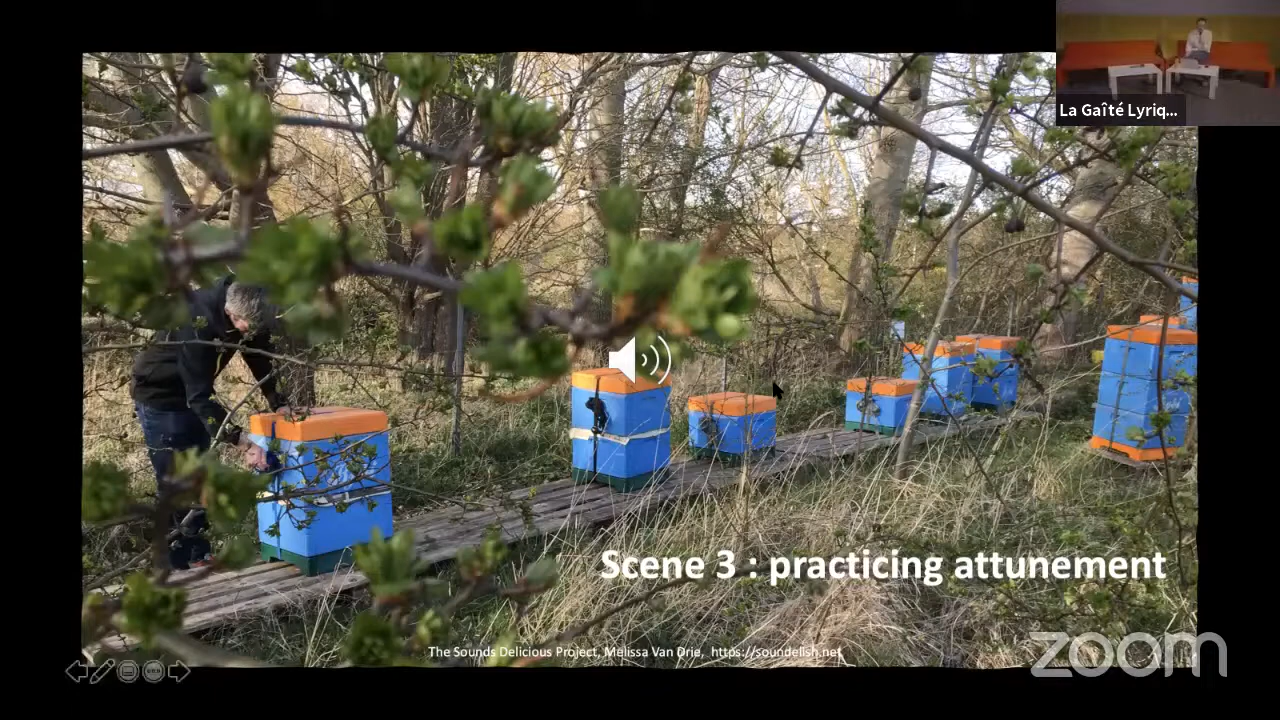 La Gaîté Lyriq...
Scene 3 : practicing attunement
The Sounds Delicious Project, Melissa Van Drie, https://soundelish.net
zoom